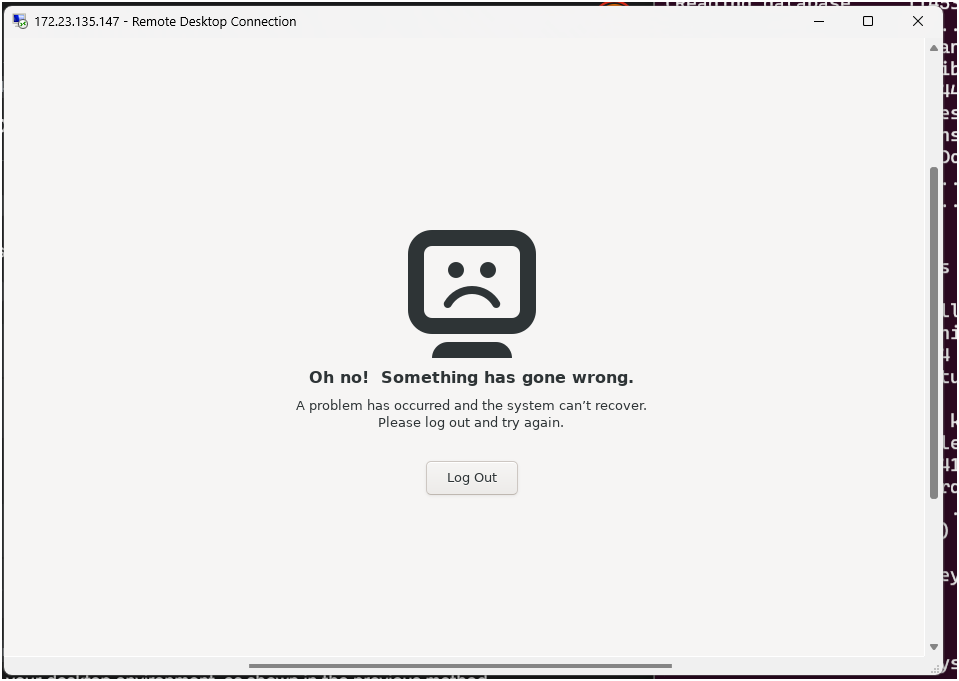 172.23.135.147 - Remote Desktop Connection
Oh no!  Something has gone wrong.
A problem has occurred and the system can’t recover.
Please log out and try again.
Log Out